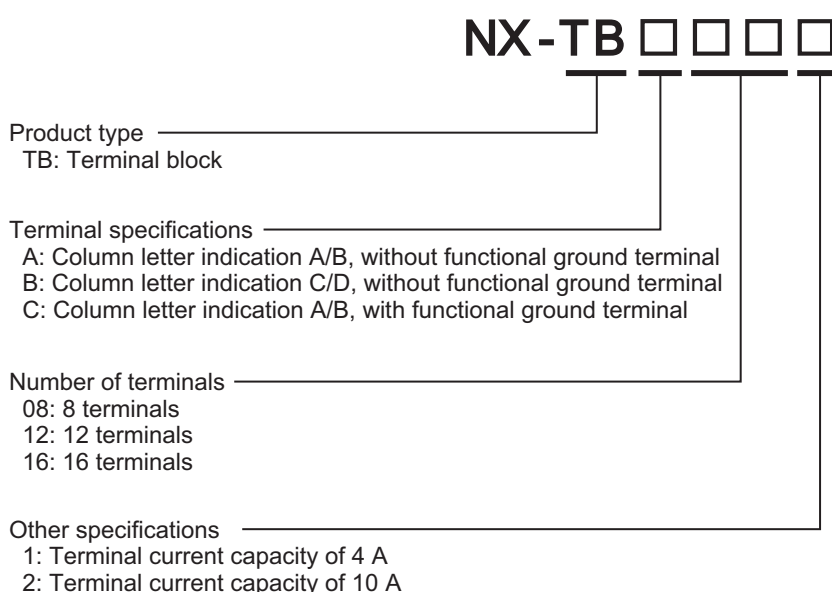 NX-TB□□□□
Product type
TB: Terminal block
Terminal specifications
A: Column letter indication A/B, without functional ground terminal
B: Column letter indication C/D, without functional ground terminal
C: Column letter indication A/B, with functional ground terminal
Number of terminals
08: 8 terminals
12: 12 terminals
16: 16 terminals
Other specifications
1: Terminal current capacity of 4 A
2: Terminal current capacity of 10 A